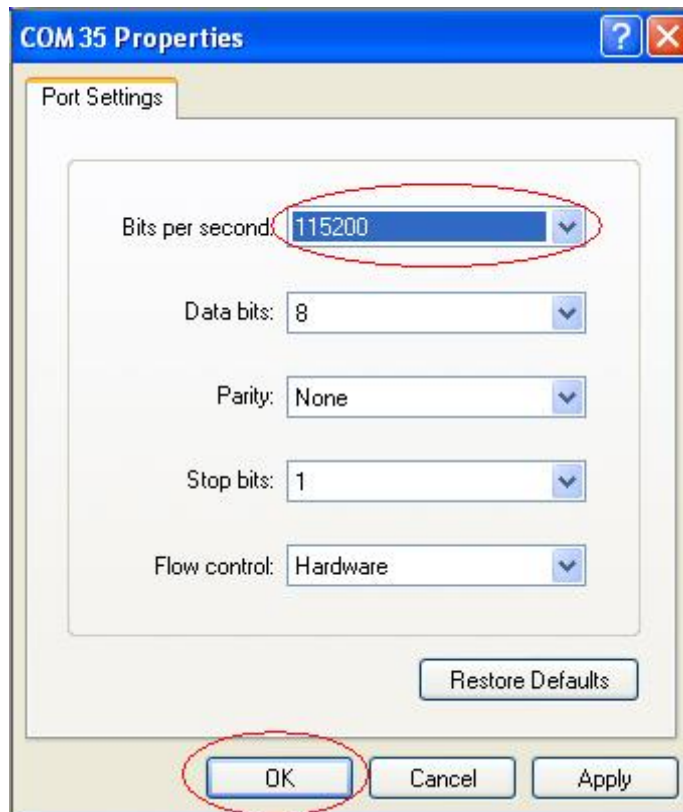 COM 35 Properties
Port Settings
Bits per second: 115200
Data bits: 8
Parity: None
Stop bits: 1
Flow control: Hardware
Restore Defaults
OK Cancel Apply